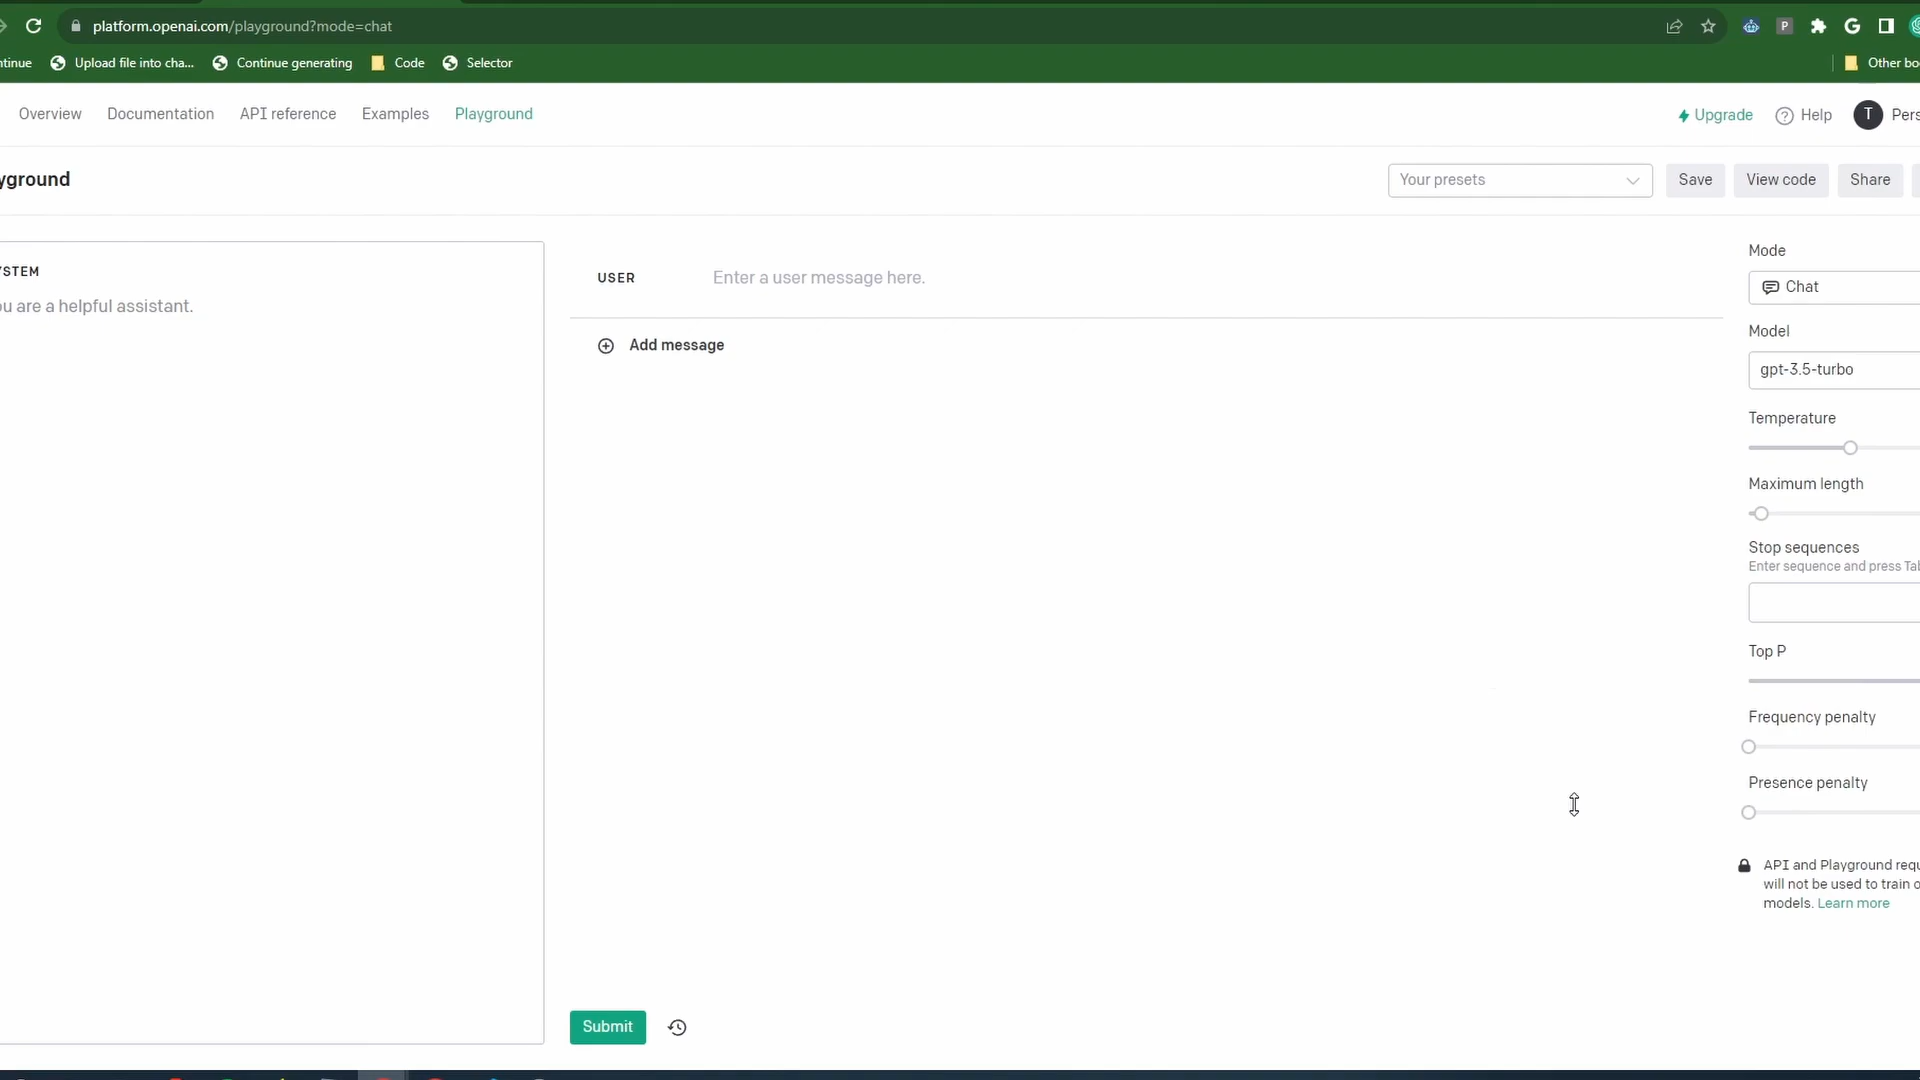 platform.openai.com/playground?mode=chat
P G
ntinue Upload file into cha... Continue generating Code Selector Other bo
Overview Documentation API reference Examples Playground Upgrade ? Help T Pers
yground Your presets Save View code Share
YSTEM
ou are a helpful assistant.
USER Enter a user message here.
Add message
Mode
Chat
Model
gpt-3.5-turbo
Temperature
Maximum length
Stop sequences
Enter sequence and press Tab
Top P
Frequency penalty
Presence penalty
API and Playground requ
will not be used to train o
models. Learn more
Submit